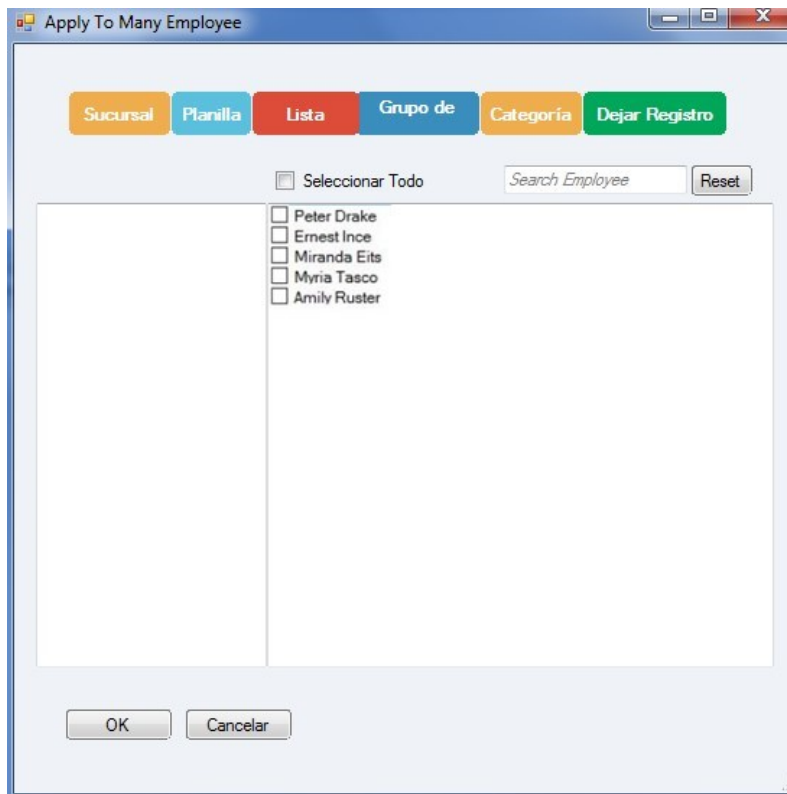 Apply To Many Employee
Sucursal Planilla Lista Grupo de Categoría Dejar Registro
Seleccionar Todo Search Employee Reset
Peter Drake
Ernest Ince
Miranda Eits
Myria Tasco
Amily Ruster
OK Cancelar